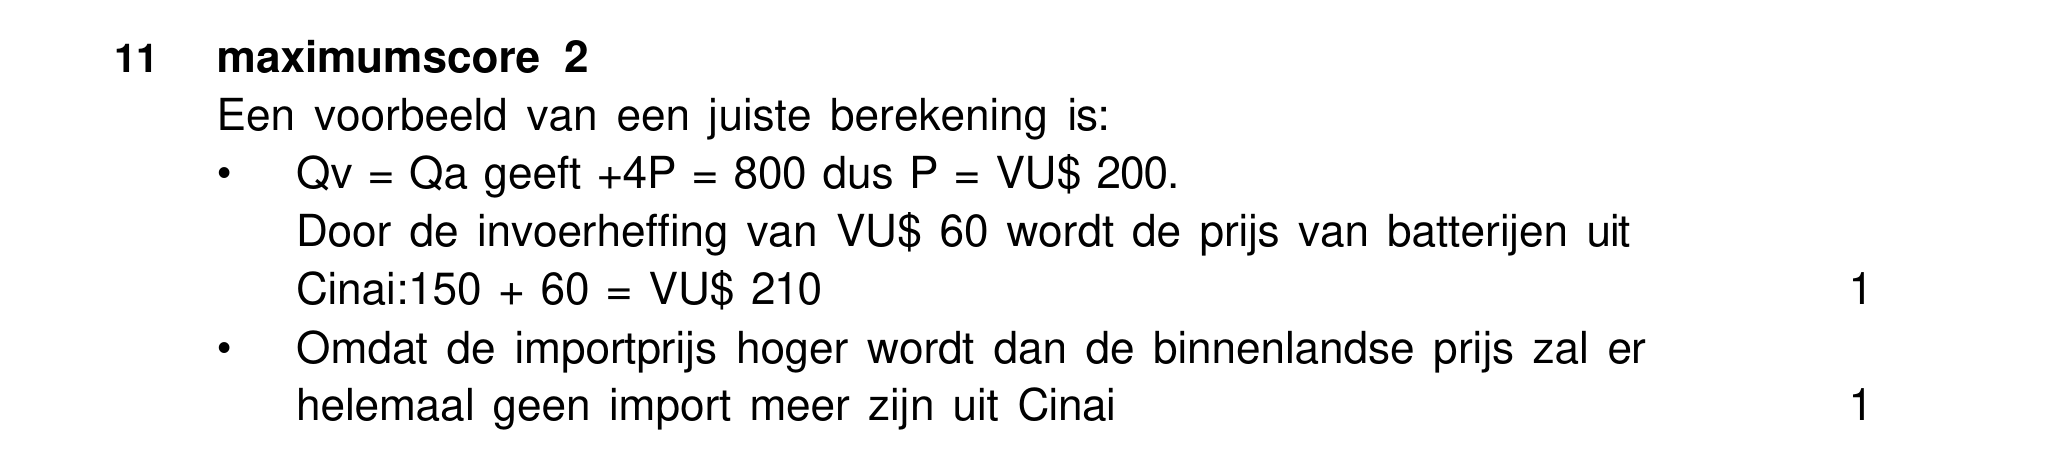 11 maximumscore 2
Een voorbeeld van een juiste berekening is:
• Qv = Qa geeft +4P = 800 dus P = VU$ 200.
Door de invoerheffing van VU$ 60 wordt de prijs van batterijen uit
Cinai:150 + 60 = VU$ 210 1
• Omdat de importprijs hoger wordt dan de binnenlandse prijs zal er
helemaal geen import meer zijn uit Cinai 1